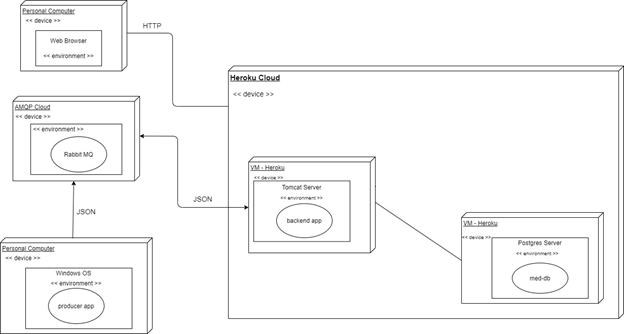 Personal Computer
<< device >>
Web Browser
<< environment >>
HTTP
Heroku Cloud
<< device >>
AMQP Cloud
<< device >>
<< environment >>
Rabbit MQ
JSON
JSON
VM - Heroku
<< device >>
Tomcat Server
<< environment >>
backend app
VM - Heroku
<< device >>
Postgres Server
<< environment >>
med-db
Personal Computer
<< device >>
Windows OS
<< environment >>
producer app